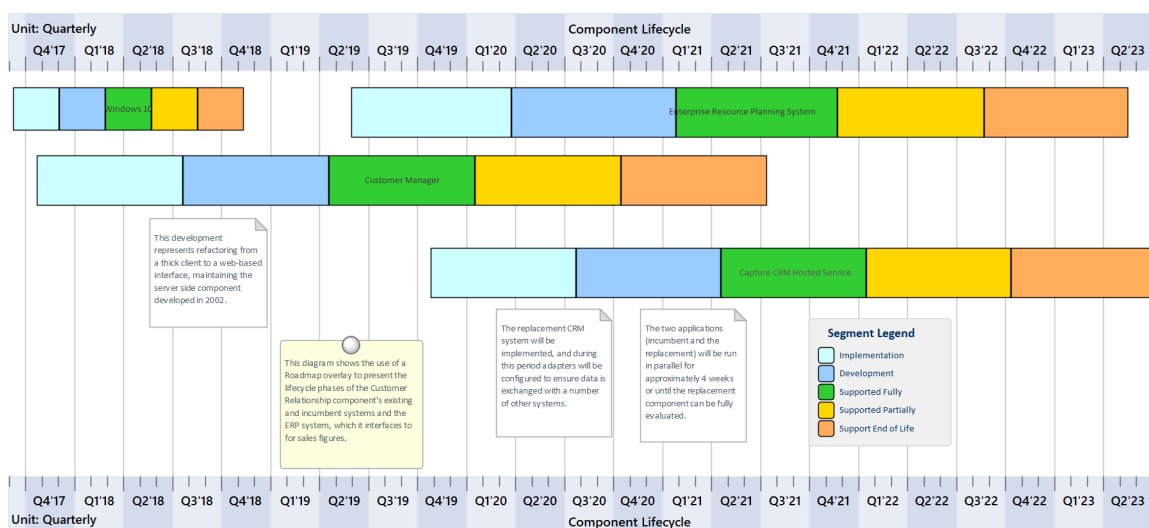 Unit: Quarterly Component Lifecycle
Q4'17 Q1'18 Q2'18 Q3'18 Q4'18 Q1'19 Q2'19 Q3'19 Q4'19 Q1'20 Q2'20 Q3'20 Q4'20 Q1'21 Q2'21 Q3'21 Q4'21 Q1'22 Q2'22 Q3'22 Q4'22 Q1'23 Q2'23
Windows 10
Enterprise Resource Planning System
Customer Manager
This development
represents refactoring from
a thick client to a web-based
interface, maintaining the
server side component
developed in 2002.
Capture CRM Hosted Service
This diagram shows the use of a
Roadmap overlay to present the
lifecycle phases of the Customer
Relationship component's existing
and incumbent systems and the
ERP system, which it interfaces to
for sales figures.
The replacement CRM
system will be
implemented, and during
this period adapters will be
configured to ensure data is
exchanged with a number
of other systems.
The two applications
(incumbent and the
replacement) will be run
in parallel for
approximately 4 weeks
or until the replacement
component can be fully
evaluated.
Segment Legend
Implementation
Development
Supported Fully
Supported Partially
Support End of Life
Q4'17 Q1'18 Q2'18 Q3'18 Q4'18 Q1'19 Q2'19 Q3'19 Q4'19 Q1'20 Q2'20 Q3'20 Q4'20 Q1'21 Q2'21 Q3'21 Q4'21 Q1'22 Q2'22 Q3'22 Q4'22 Q1'23 Q2'23
Unit: Quarterly Component Lifecycle